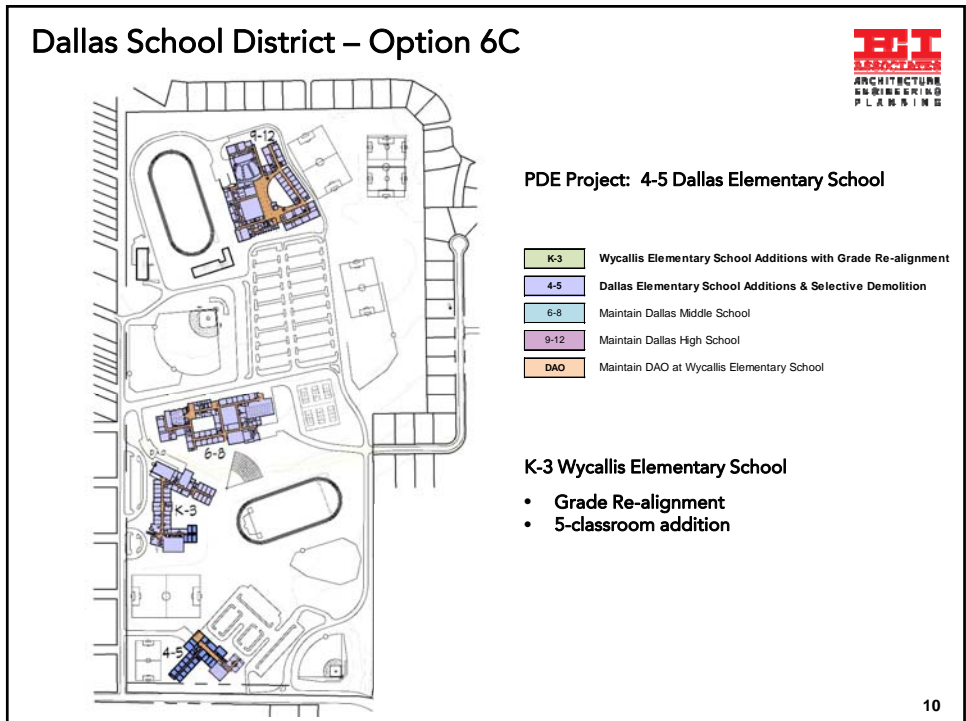 Dallas School District – Option 6C
HCI
ASSOCIATES
ARCHITECTURE
ENGINEERING
PLANNING
9-12
PDE Project: 4-5 Dallas Elementary School
K-3 Wycallis Elementary School Additions with Grade Re-alignment
4-5 Dallas Elementary School Additions & Selective Demolition
6-8 Maintain Dallas Middle School
9-12 Maintain Dallas High School
DAO Maintain DAO at Wycallis Elementary School
6-8
DAO
K-3
4-5
K-3 Wycallis Elementary School
• Grade Re-alignment
• 5-classroom addition
10